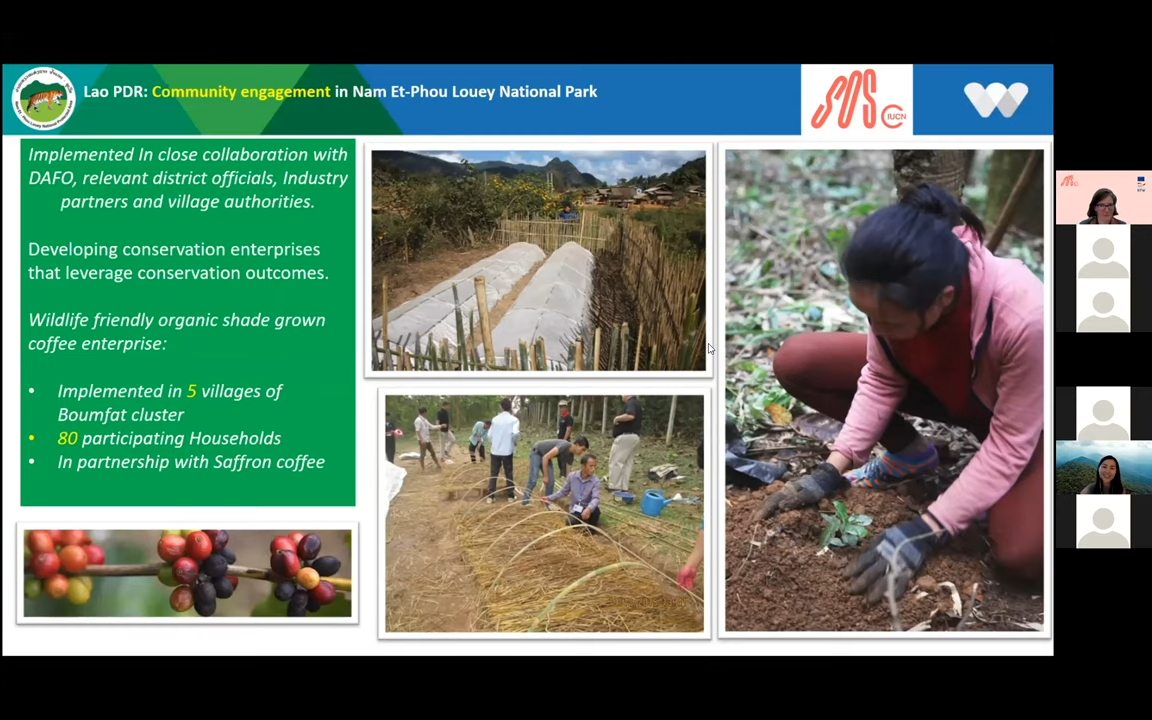 Lao PDR: Community engagement in Nam Et-Phou Louey National Park
SOS
IUCN
Implemented In close collaboration with
DAFO, relevant district officials, Industry
partners and village authorities.
Developing conservation enterprises
that leverage conservation outcomes.
Wildlife friendly organic shade grown
coffee enterprise:
• Implemented in 5 villages of
Boumfat cluster
• 80 participating Households
• In partnership with Saffron coffee